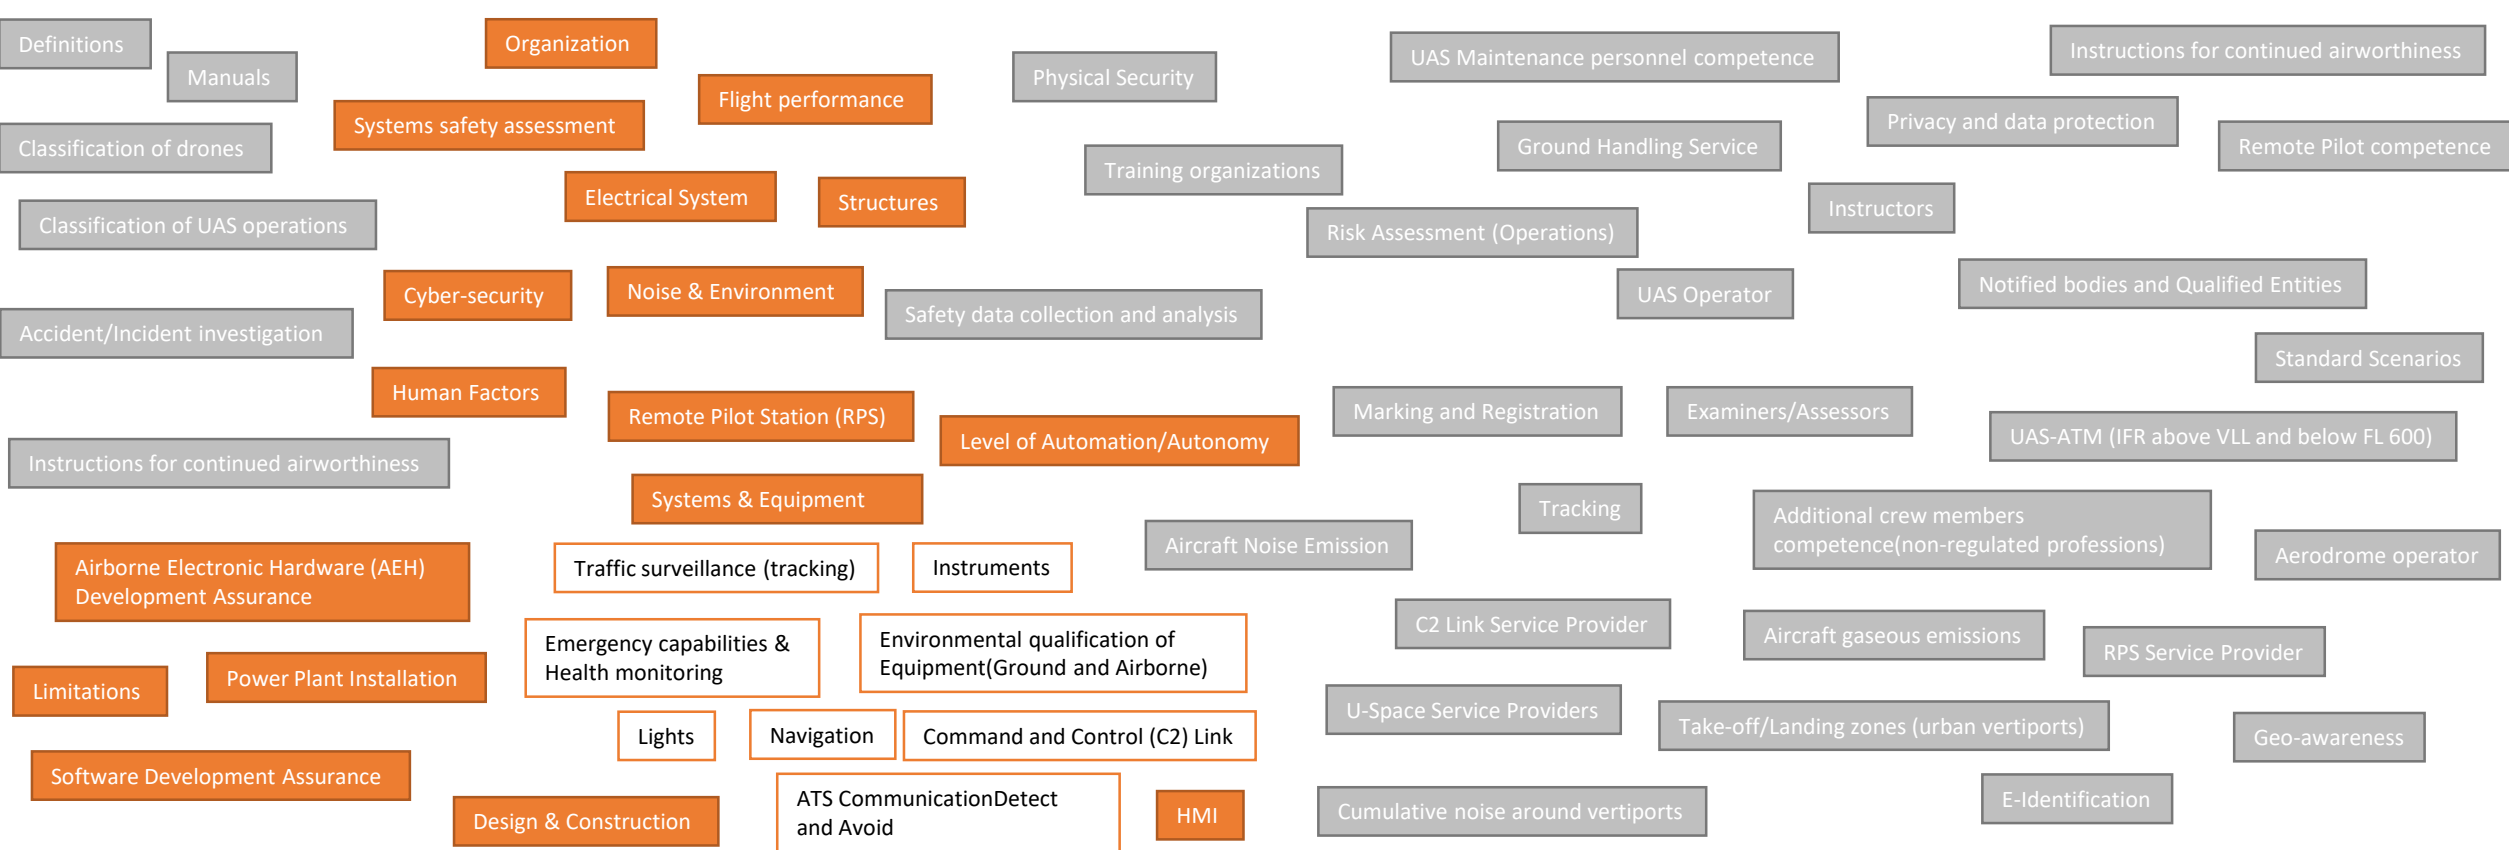 Definitions
Organization
Manuals
Physical Security
UAS Maintenance personnel competence
Instructions for continued airworthiness
Flight performance
Systems safety assessment
Privacy and data protection
Classification of drones
Ground Handling Service
Remote Pilot competence
Training organizations
Electrical System
Structures
Instructors
Classification of UAS operations
Risk Assessment (Operations)
Cyber-security
Noise & Environment
UAS Operator
Notified bodies and Qualified Entities
Safety data collection and analysis
Accident/Incident investigation
Standard Scenarios
Human Factors
Remote Pilot Station (RPS)
Marking and Registration
Examiners/Assessors
Level of Automation/Autonomy
UAS-ATM (IFR above VLL and below FL 600)
Instructions for continued airworthiness
Systems & Equipment
Tracking
Additional crew members
competence(non-regulated professions)
Aircraft Noise Emission
Aerodrome operator
Airborne Electronic Hardware (AEH)
Development Assurance
Traffic surveillance (tracking)
Instruments
C2 Link Service Provider
Aircraft gaseous emissions
RPS Service Provider
Emergency capabilities &
Health monitoring
Environmental qualification of
Equipment(Ground and Airborne)
Limitations
Power Plant Installation
U-Space Service Providers
Take-off/Landing zones (urban vertiports)
Geo-awareness
Lights
Navigation
Command and Control (C2) Link
Software Development Assurance
E-Identification
Design & Construction
ATS CommunicationDetect
and Avoid
HMI
Cumulative noise around vertiports